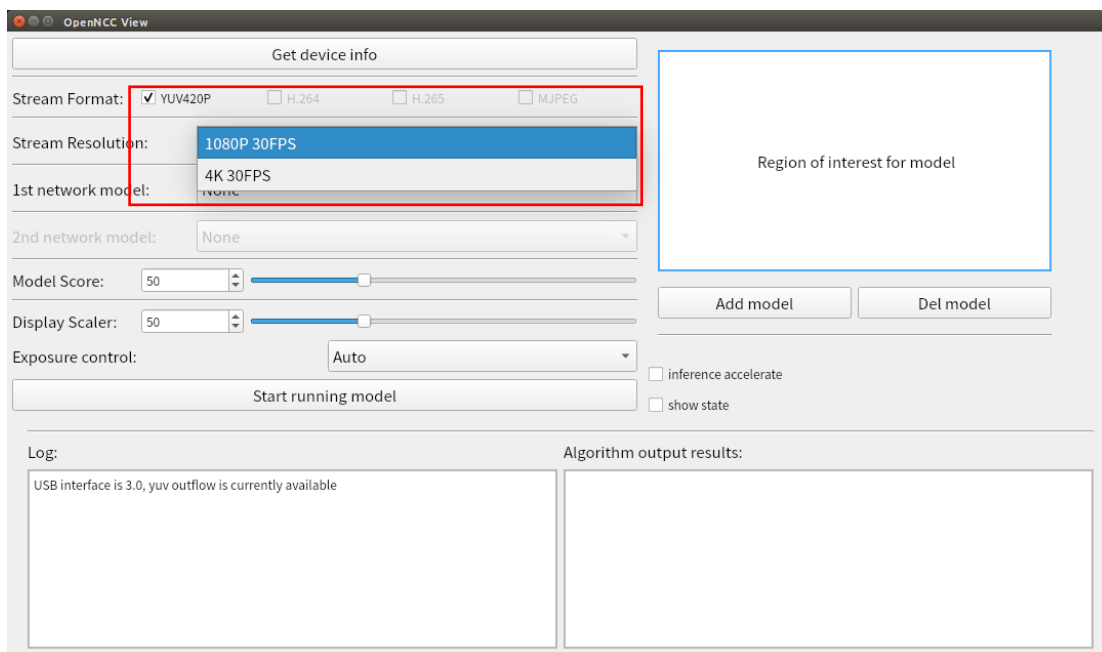 OpenNCC View
Get device info
Stream Format: YUV420P H.264 H.265 MJPEG
Stream Resolution: 1080P 30FPS
4K 30FPS
1st network model: None
2nd network model: None
Region of interest for model
Model Score: 50
Add model Del model
Display Scaler: 50
Exposure control: Auto
inference accelerate
Start running model
show state
Log:
USB interface is 3.0, yuv outflow is currently available
Algorithm output results: